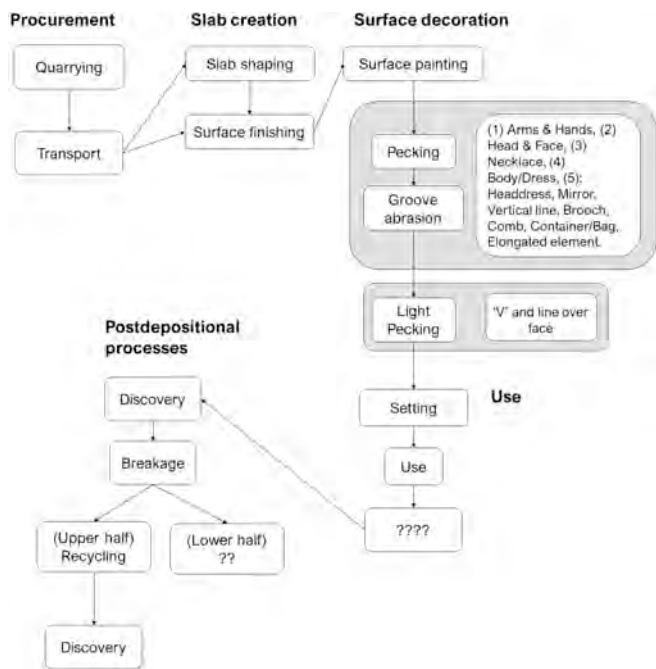 Procurement
Quarrying
Transport
Slab creation
Slab shaping
Surface finishing
Surface decoration
Surface painting
Pecking
Groove
abrasion
(1) Arms & Hands, (2)
Head & Face, (3)
Necklace, (4)
Body/Dress, (5):
Headdress, Mirror,
Vertical line, Brooch,
Comb, Container/Bag,
Elongated element.
Light
Pecking
"V" and line over
face
Use
Setting
Use
????
Postdepositional
processes
Discovery
Breakage
(Upper half)
Recycling
(Lower half)
??
Discovery